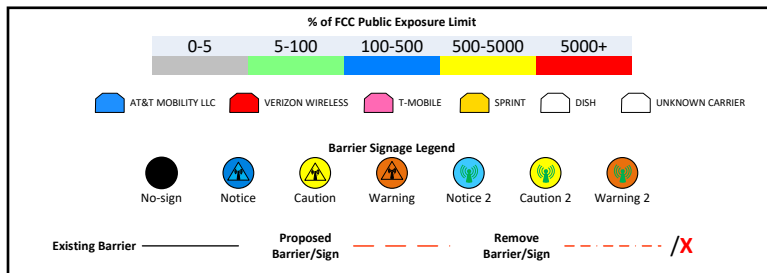 % of FCC Public Exposure Limit
0-5 5-100 100-500 500-5000 5000+
AT&T MOBILITY LLC VERIZON WIRELESS T-MOBILE SPRINT DISH UNKNOWN CARRIER
Barrier Signage Legend
No-sign Notice Caution Warning Notice 2 Caution 2 Warning 2
Existing Barrier Proposed Barrier/Sign Remove Barrier/Sign /X